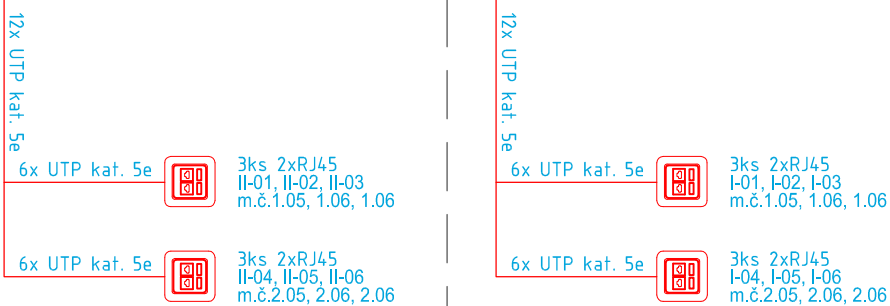 12x UTP kat. 5e
6x UTP kat. 5e
3ks 2xRJ45
II-01, II-02, II-03
m.č.1.05, 1.06, 1.06
6x UTP kat. 5e
3ks 2xRJ45
II-04, II-05, II-06
m.č.2.05, 2.06, 2.06
12x UTP kat. 5e
6x UTP kat. 5e
3ks 2xRJ45
I-01, I-02, I-03
m.č.1.05, 1.06, 1.06
6x UTP kat. 5e
3ks 2xRJ45
I-04, I-05, I-06
m.č.2.05, 2.06, 2.06